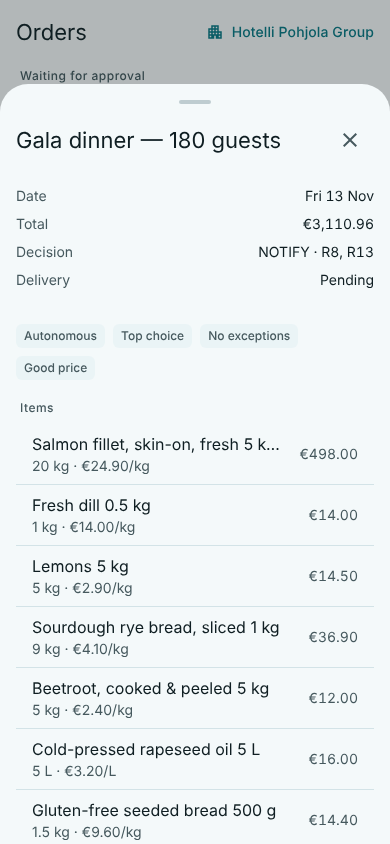 Orders
Hotelli Pohjola Group
Waiting for approval
Gala dinner — 180 guests
Date
Fri 13 Nov
Total
€3,110.96
Decision
NOTIFY · R8, R13
Delivery
Pending
Autonomous
Top choice
No exceptions
Good price
Items
Salmon fillet, skin-on, fresh 5 k...
€498.00
20 kg · €24.90/kg
Fresh dill 0.5 kg
€14.00
1 kg · €14.00/kg
Lemons 5 kg
€14.50
5 kg · €2.90/kg
Sourdough rye bread, sliced 1 kg
€36.90
9 kg · €4.10/kg
Beetroot, cooked & peeled 5 kg
€12.00
5 kg · €2.40/kg
Cold-pressed rapeseed oil 5 L
€16.00
5 L · €3.20/L
Gluten-free seeded bread 500 g
€14.40
1.5 kg · €9.60/kg